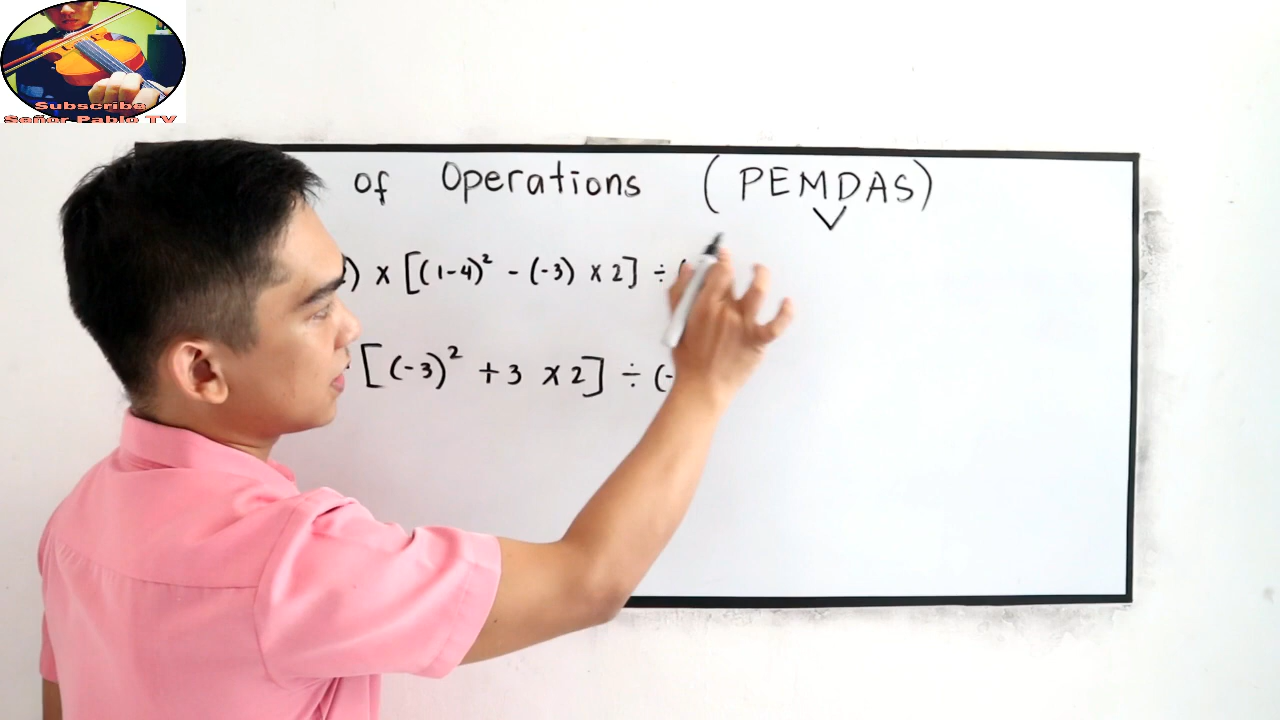 Subscribe
Señor Pablo TV
of Operations (PEMDAS)
) × [(1-4)² - (-3) × 2] ÷ (
[(-3)² + 3 × 2] ÷ (-